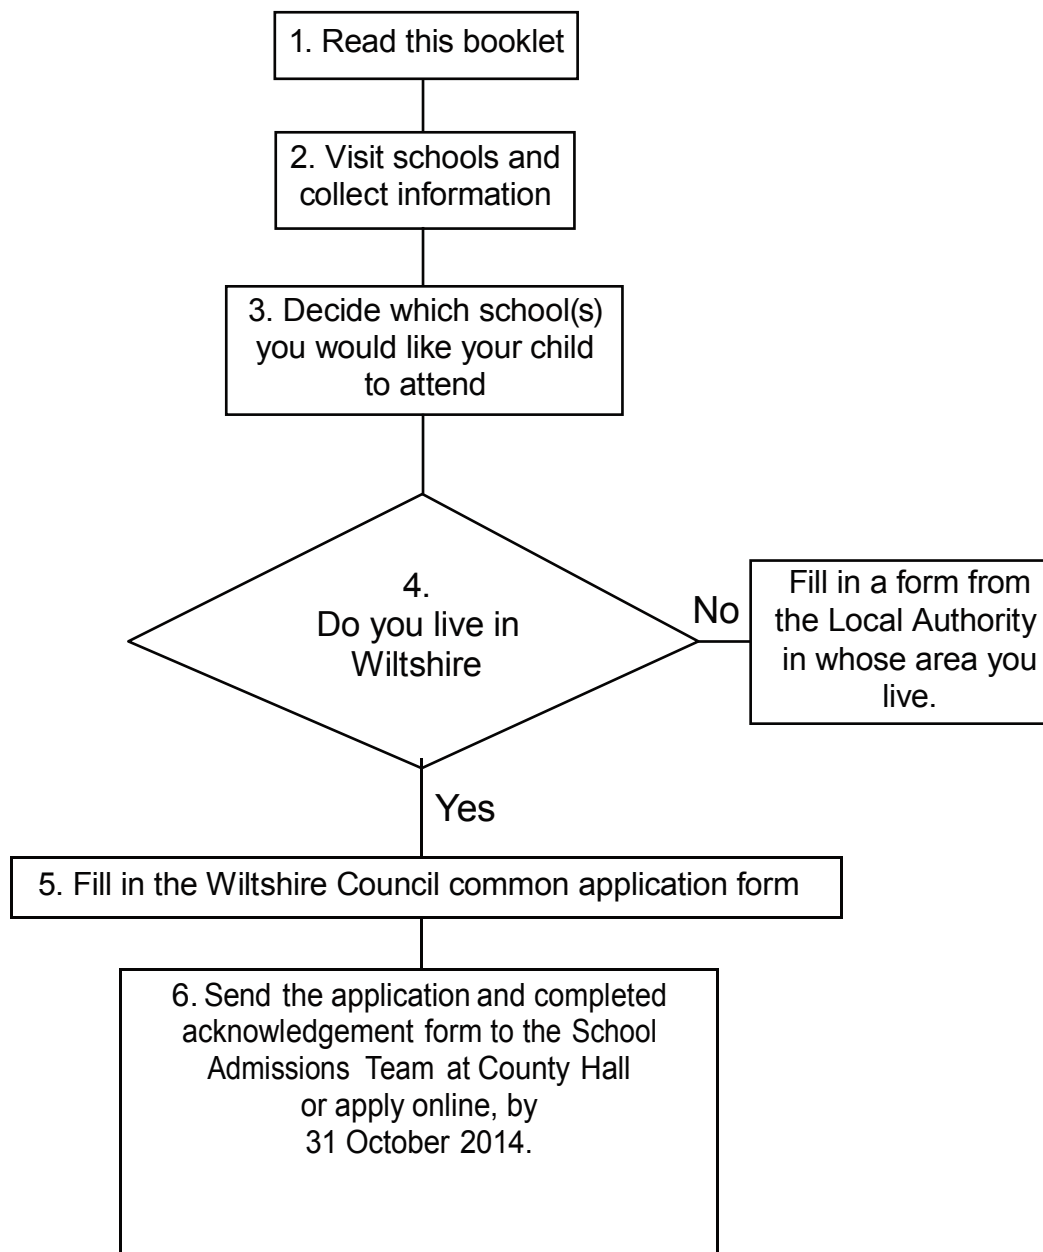 1. Read this booklet
2. Visit schools and
collect information
3. Decide which school(s)
you would like your child
to attend
4.
Do you live in
Wiltshire
No
Fill in a form from
the Local Authority
in whose area you
live.
Yes
5. Fill in the Wiltshire Council common application form
6. Send the application and completed
acknowledgement form to the School
Admissions Team at County Hall
or apply online, by
31 October 2014.